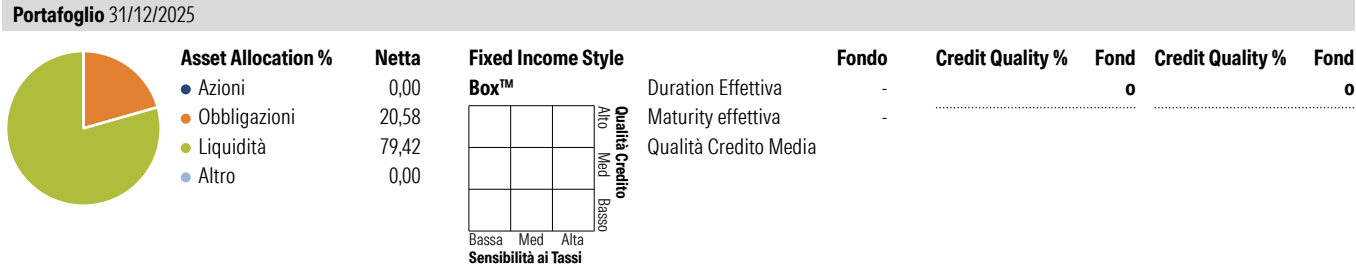 Portafoglio 31/12/2025
Asset Allocation % Netta
Azioni 0,00
Obbligazioni 20,58
Liquidità 79,42
Altro 0,00
Fixed Income Style
Box™
Alto Med Basso
Qualità Credito
Bassa Med Alta
Sensibilità ai Tassi
Fondo
Duration Effettiva -
Maturity effettiva -
Qualità Credito Media
Credit Quality % Fond
o
Credit Quality % Fond
o